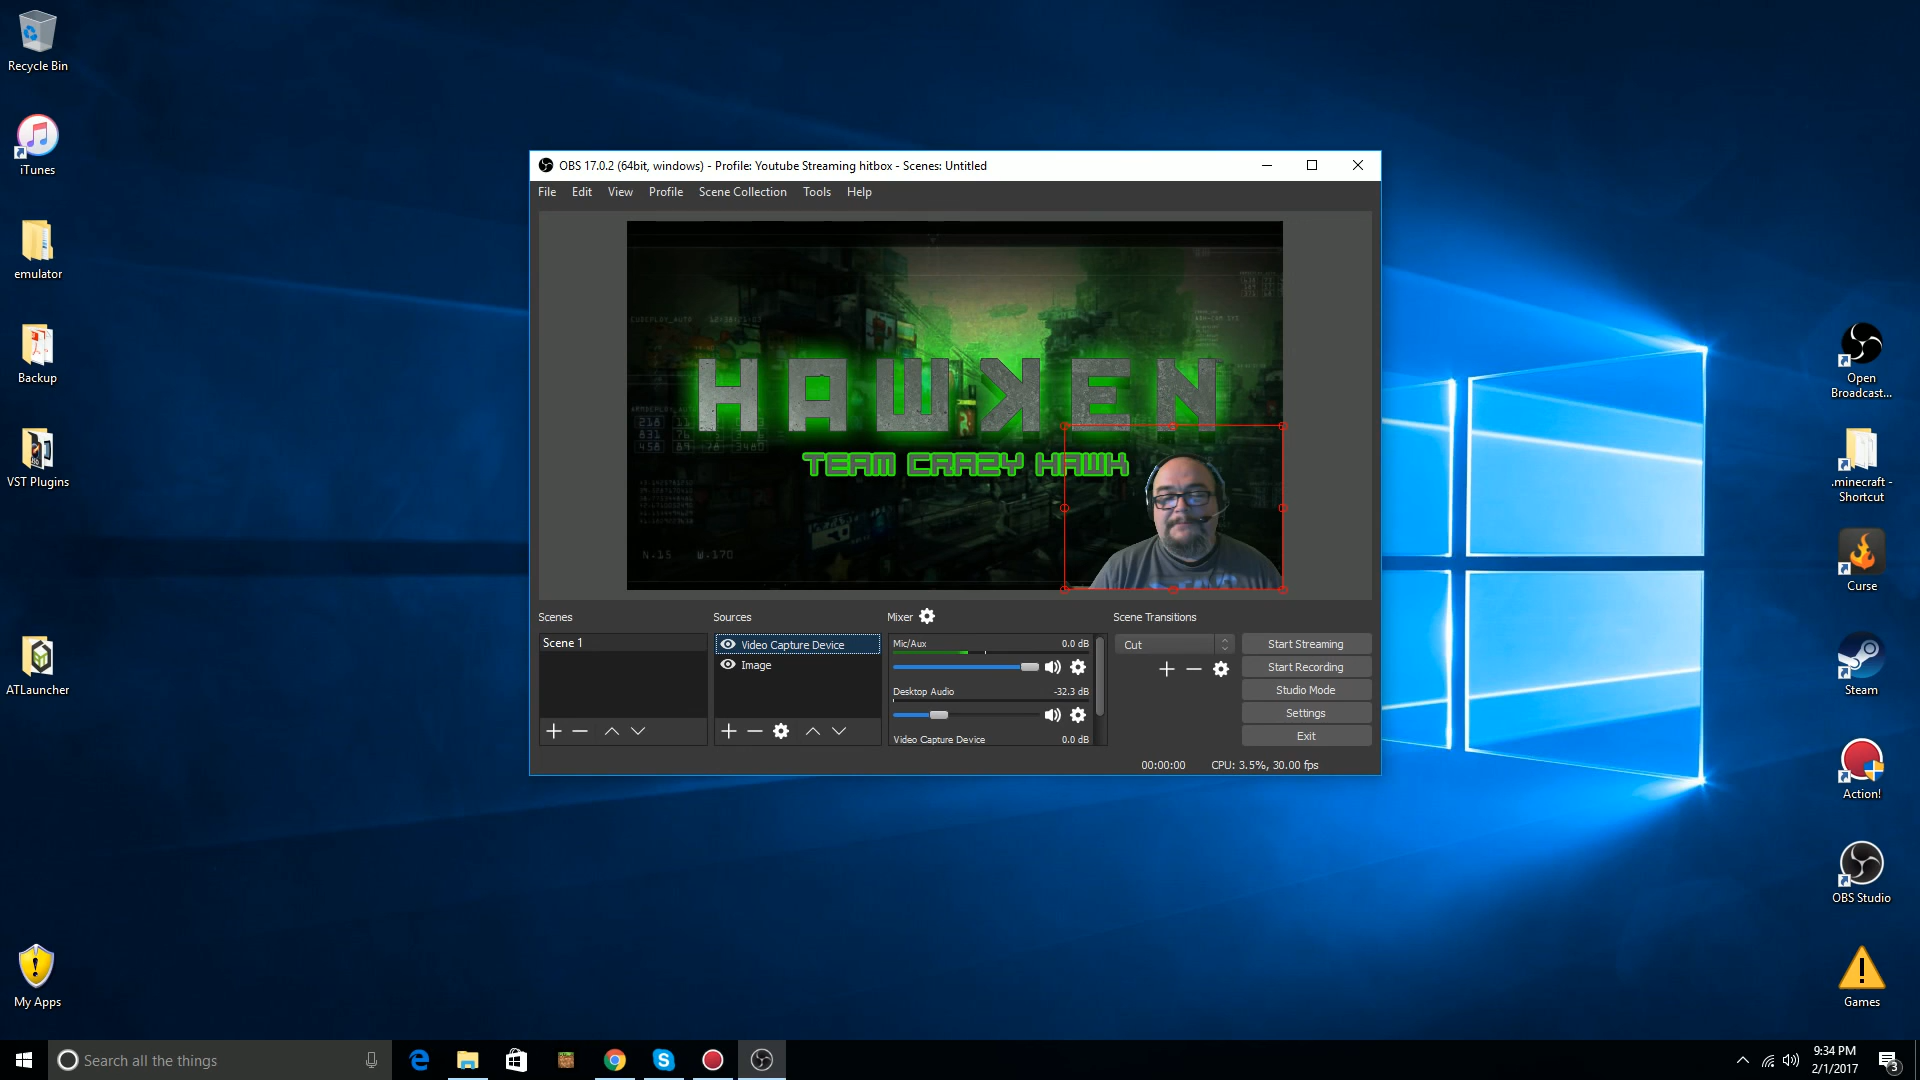 Recycle Bin
iTunes
emulator
Backup
VST Plugins
ATLauncher
My Apps
OBS 17.0.2 (64bit, windows) - Profile: Youtube Streaming hitbox - Scenes: Untitled
File Edit View Profile Scene Collection Tools Help
HAWKEN
TEAM CRAZY HAWK
N.15 W.170
Scenes
Scene 1
Sources
Video Capture Device
Image
Mixer
Mic/Aux 0.0 dB
Desktop Audio -32.3 dB
Video Capture Device 0.0 dB
Scene Transitions
Cut
Start Streaming
Start Recording
Studio Mode
Settings
Exit
00:00:00 CPU: 3.5%, 30.00 fps
Open
Broadcast...
.minecraft -
Shortcut
Curse
Steam
Action!
OBS Studio
Games
Search all the things
9:34 PM
2/1/2017
3